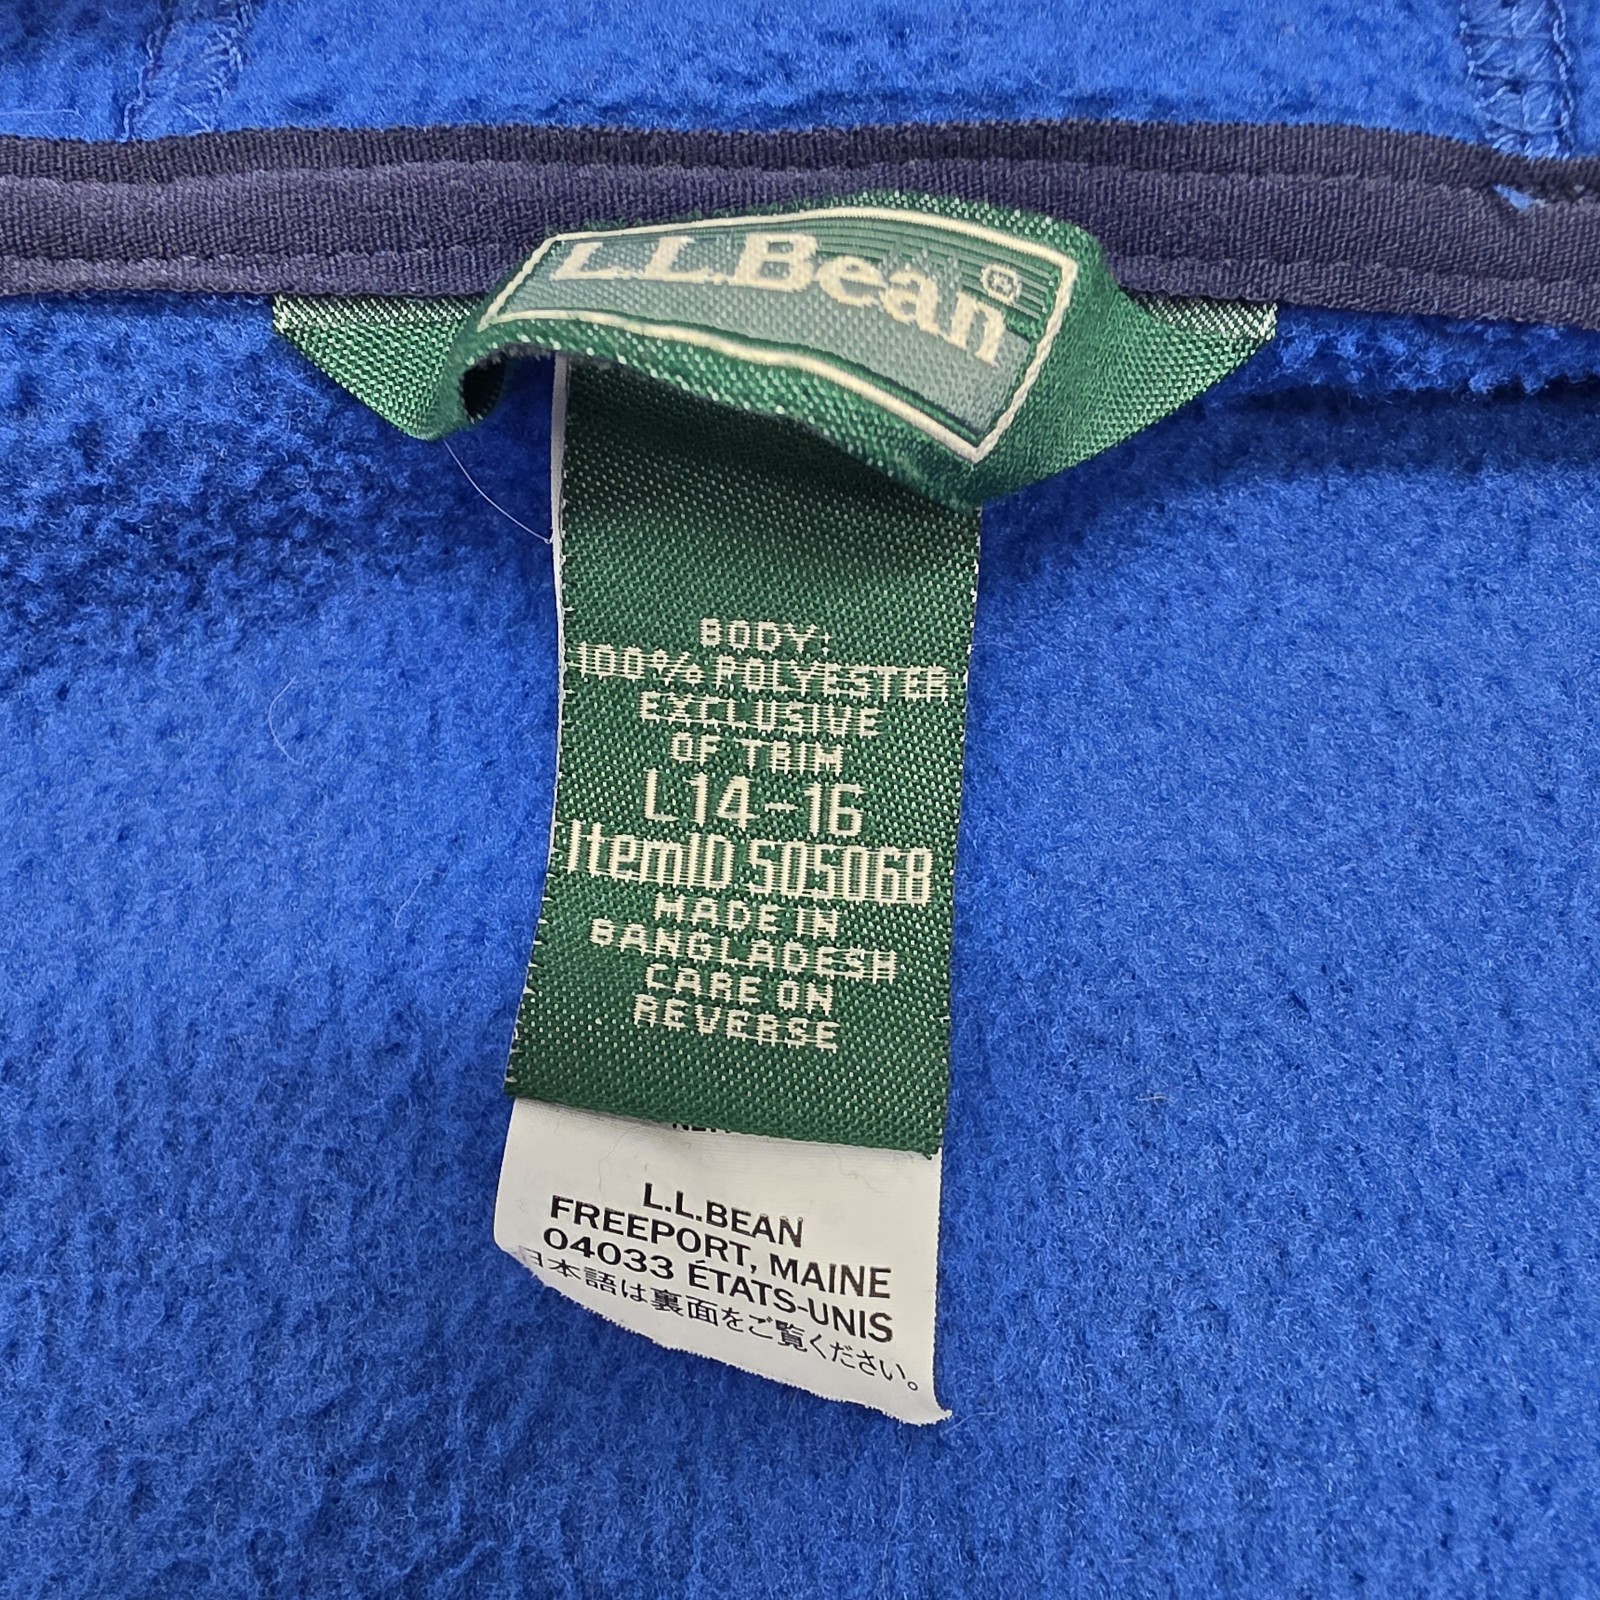 L.L.Bean®
BODY:
100% POLYESTER
EXCLUSIVE
OF TRIM
L14-16
ItemID 505068
MADE IN
BANGLADESH
CARE ON
REVERSE
L.L.BEAN
FREEPORT, MAINE
04033 ÉTATS-UNIS
日本語は裏面をご覧ください。